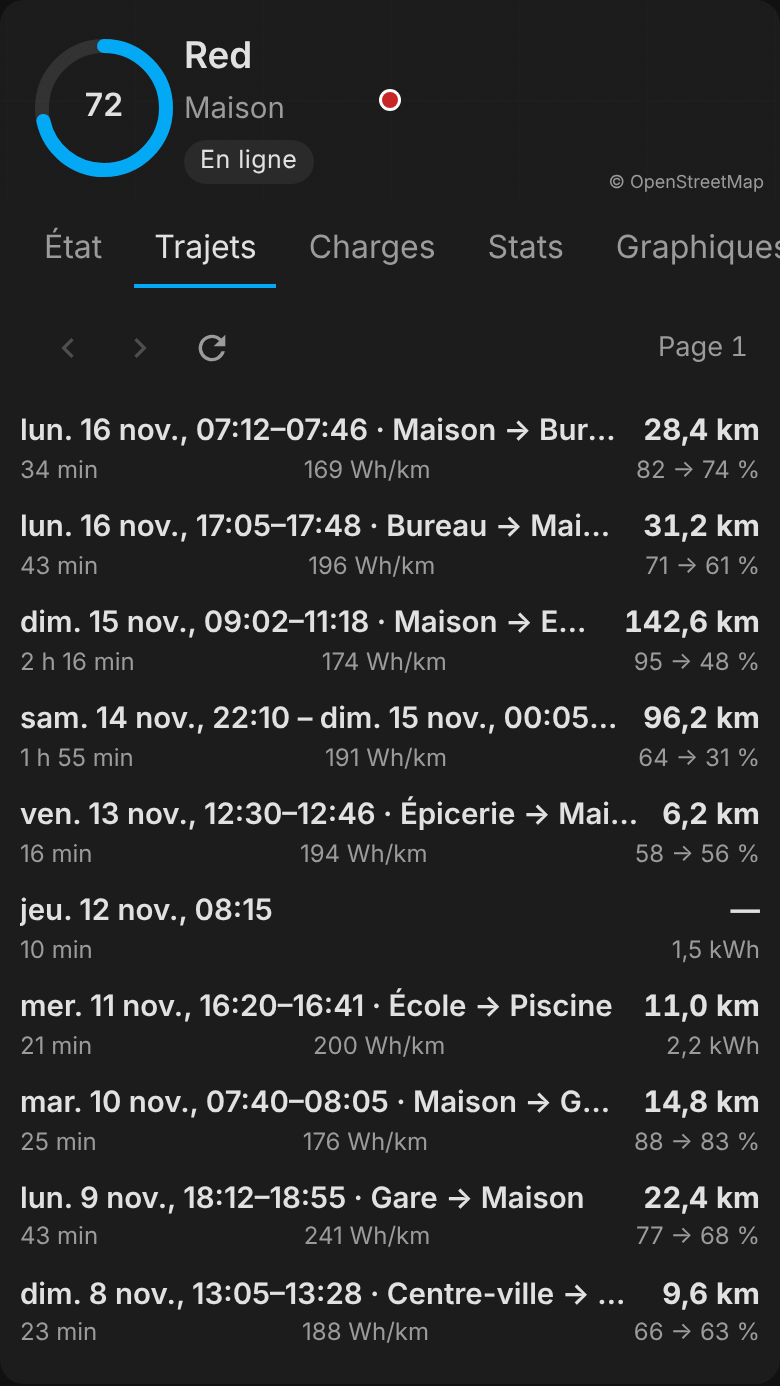 72
Red
Maison
En ligne
© OpenStreetMap
État Trajets Charges Stats Graphiques
Page 1
lun. 16 nov., 07:12–07:46 · Maison → Bur… 28,4 km
34 min 169 Wh/km 82 → 74 %
lun. 16 nov., 17:05–17:48 · Bureau → Mai… 31,2 km
43 min 196 Wh/km 71 → 61 %
dim. 15 nov., 09:02–11:18 · Maison → E… 142,6 km
2 h 16 min 174 Wh/km 95 → 48 %
sam. 14 nov., 22:10 – dim. 15 nov., 00:05… 96,2 km
1 h 55 min 191 Wh/km 64 → 31 %
ven. 13 nov., 12:30–12:46 · Épicerie → Mai… 6,2 km
16 min 194 Wh/km 58 → 56 %
jeu. 12 nov., 08:15 —
10 min 1,5 kWh
mer. 11 nov., 16:20–16:41 · École → Piscine 11,0 km
21 min 200 Wh/km 2,2 kWh
mar. 10 nov., 07:40–08:05 · Maison → G… 14,8 km
25 min 176 Wh/km 88 → 83 %
lun. 9 nov., 18:12–18:55 · Gare → Maison 22,4 km
43 min 241 Wh/km 77 → 68 %
dim. 8 nov., 13:05–13:28 · Centre-ville → … 9,6 km
23 min 188 Wh/km 66 → 63 %